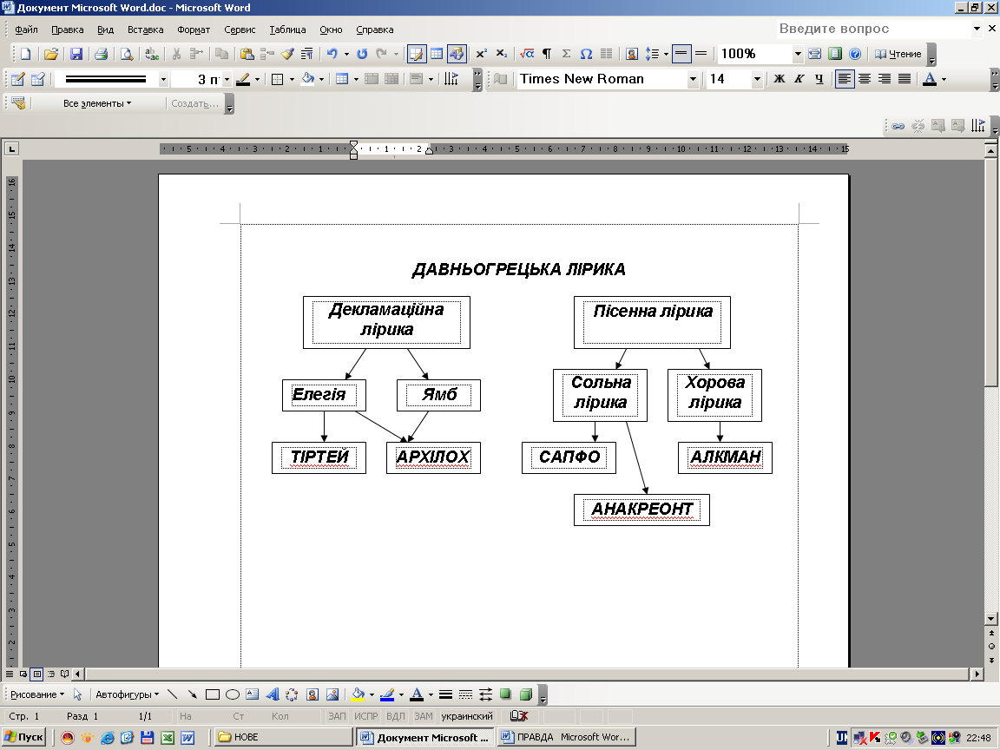 Документ Microsoft Word.doc - Microsoft Word
Файл Правка Вид Вставка Формат Сервис Таблица Окно Справка
Введите вопрос
100%
Чтение
3 п
Times New Roman
14
Ж К Ч
Все элементы
Создать...
ДАВНЬОГРЕЦЬКА ЛІРИКА
Декламаційна
лірика
Пісенна лірика
Елегія
Ямб
Сольна
лірика
Хорова
лірика
ТІРТЕЙ
АРХІЛОХ
САПФО
АЛКМАН
АНАКРЕОНТ
Рисование
Автофигуры
Стр. 1 Разд 1 1/1 На Ст Кол ЗАП ИСПР ВДЛ ЗАМ украинский
Пуск
НОВЕ
Документ Microsoft ...
ПРАВДА Microsoft Wor...
22:48